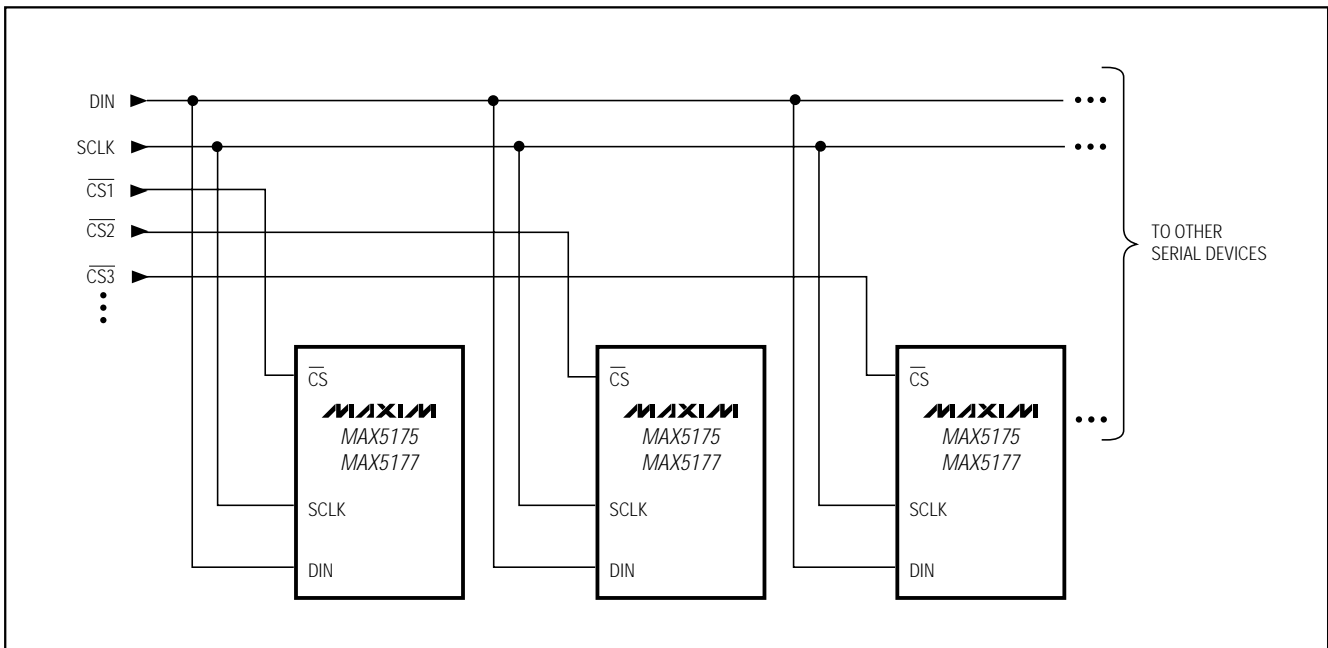 DIN
SCLK
CS1
CS2
CS3
TO OTHER
SERIAL DEVICES
CS
MAXIM
MAX5175
MAX5177
SCLK
DIN
CS
MAXIM
MAX5175
MAX5177
SCLK
DIN
CS
MAXIM
MAX5175
MAX5177
SCLK
DIN